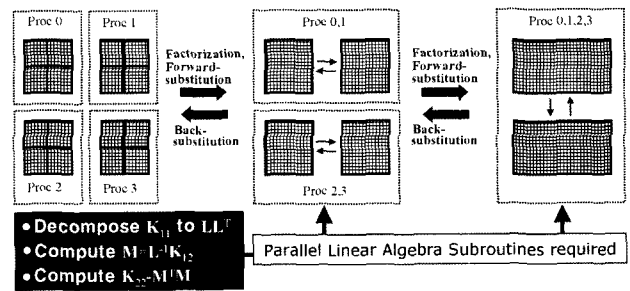 Proc 0
Proc 1
Factorization,
Forward-
substitution
Back-
substitution
Proc 2
Proc 3
Proc 0,1
Proc 2,3
Factorization,
Forward-
substitution
Back-
substitution
Proc 0,1,2,3
• Decompose K₁₁ to LLᵀ
• Compute M=L⁻¹K₁₂
• Compute K₂₂-MᵀM
Parallel Linear Algebra Subroutines required